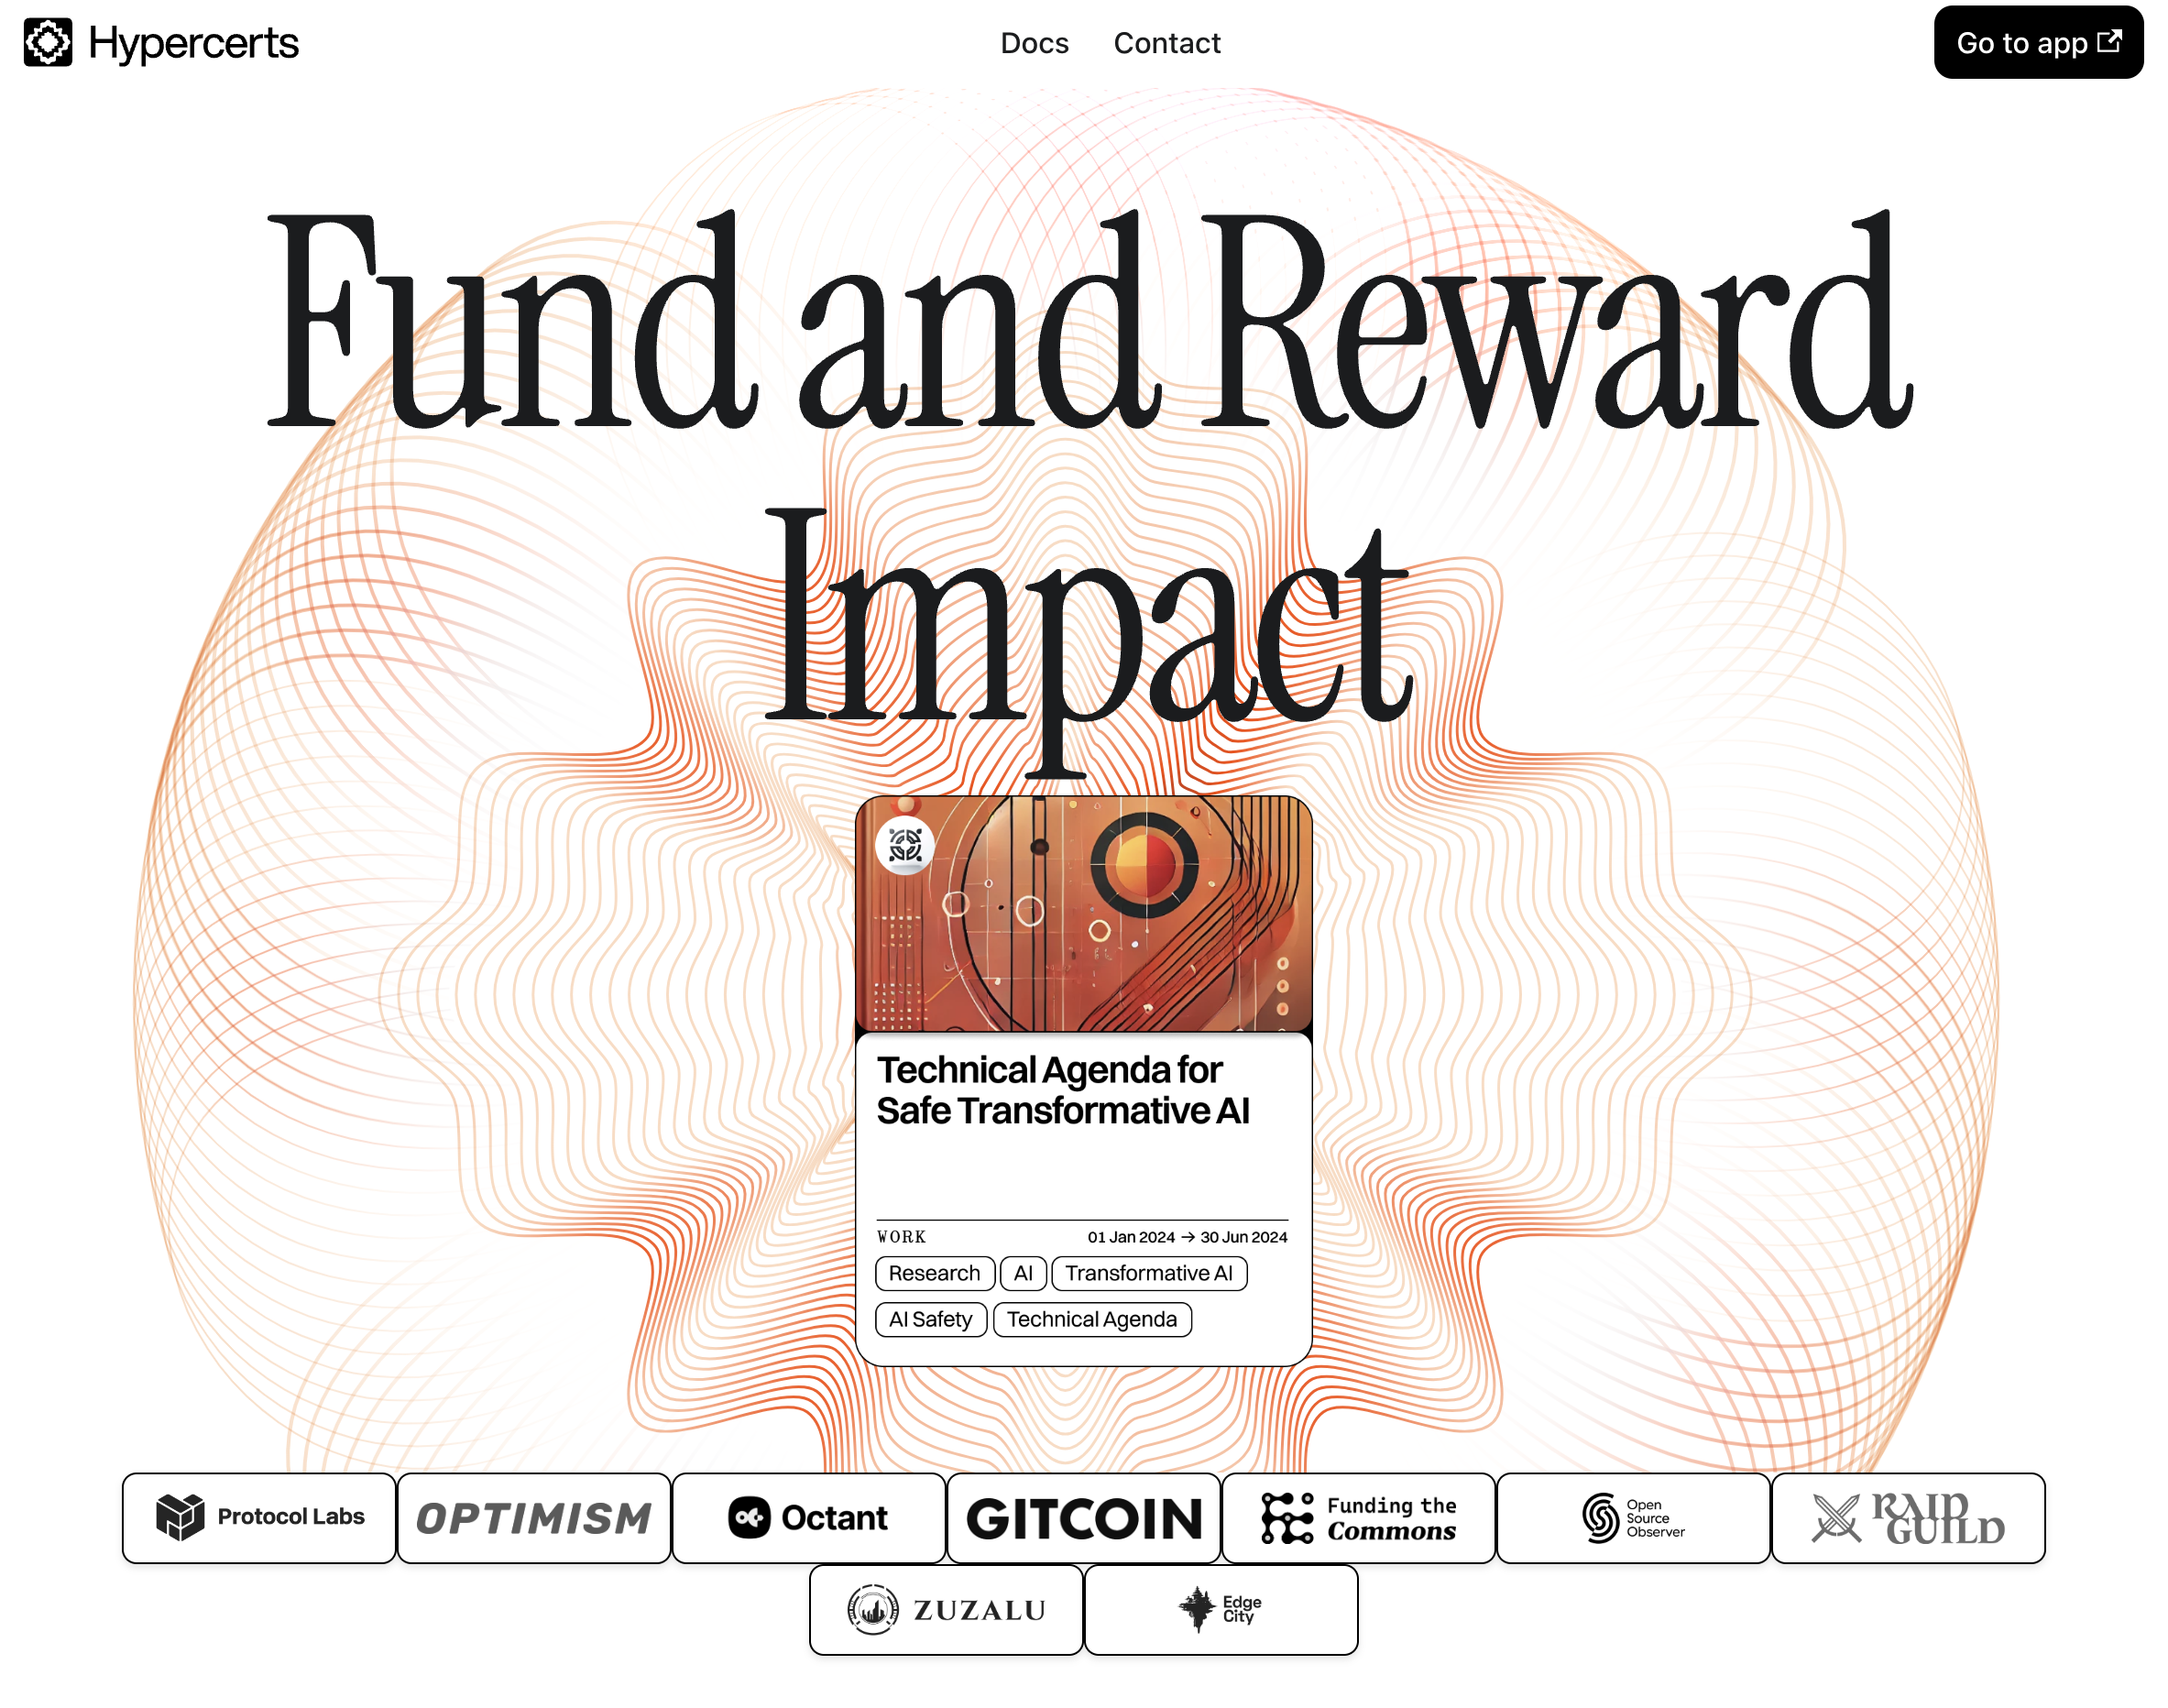 Hypercerts
Docs
Contact
Go to app
Fund and Reward
Impact
Technical Agenda for
Safe Transformative AI
WORK
01 Jan 2024 → 30 Jun 2024
Research
AI
Transformative AI
AI Safety
Technical Agenda
Protocol Labs
OPTIMISM
Octant
GITCOIN
Funding the
Commons
Open
Source
Observer
RAID
GUILD
ZUZALU
Edge
City